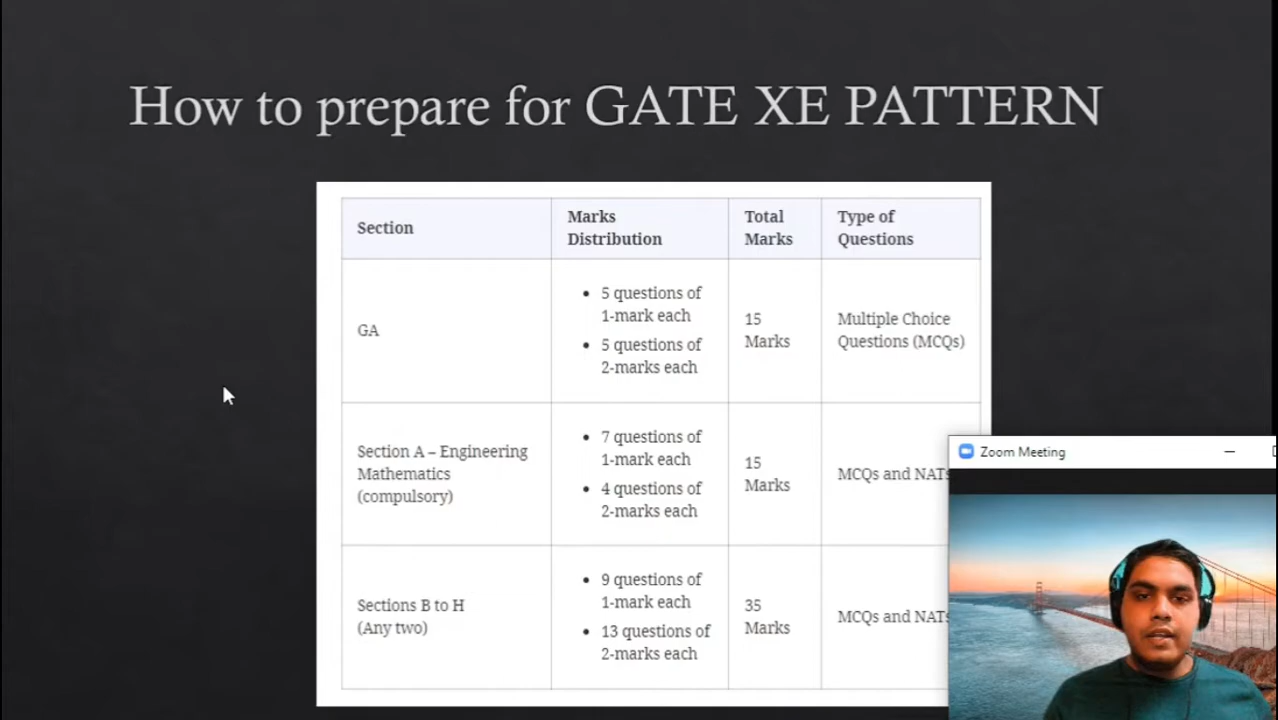 How to prepare for GATE XE PATTERN
Section
Marks
Distribution
Total
Marks
Type of
Questions
GA
5 questions of
1-mark each
5 questions of
2-marks each
15
Marks
Multiple Choice
Questions (MCQs)
Section A – Engineering
Mathematics
(compulsory)
7 questions of
1-mark each
4 questions of
2-marks each
15
Marks
MCQs and NATs
Sections B to H
(Any two)
9 questions of
1-mark each
13 questions of
2-marks each
35
Marks
MCQs and NATs
Zoom Meeting